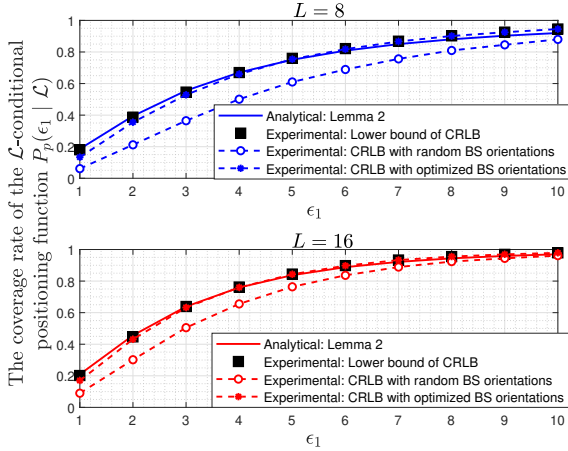 The coverage rate of the ℒ-conditional
positioning function P_p(ϵ_1 | ℒ)
L = 8
1
0.8
0.6
0.4
0.2
0
Analytical: Lemma 2
Experimental: Lower bound of CRLB
Experimental: CRLB with random BS orientations
Experimental: CRLB with optimized BS orientations
1 2 3 4 5 6 7 8 9 10
ϵ_1
L = 16
1
0.8
0.6
0.4
0.2
0
Analytical: Lemma 2
Experimental: Lower bound of CRLB
Experimental: CRLB with random BS orientations
Experimental: CRLB with optimized BS orientations
1 2 3 4 5 6 7 8 9 10
ϵ_1